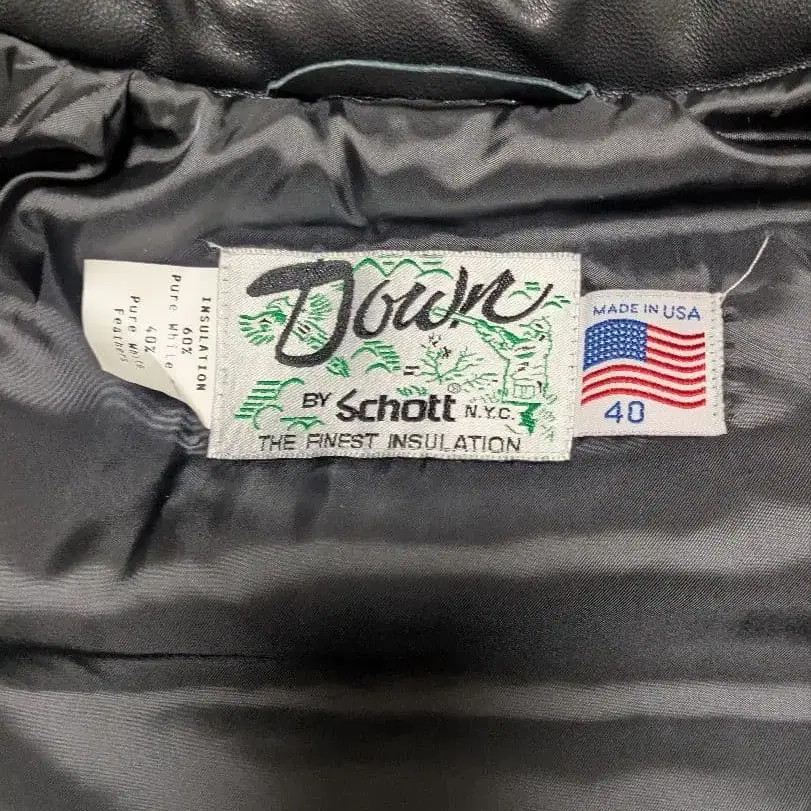 INSULATION
60%
Pure White
40%
Pure White
Feathers
Down
BY Schott® N.Y.C.
THE FINEST INSULATION
MADE IN USA
40